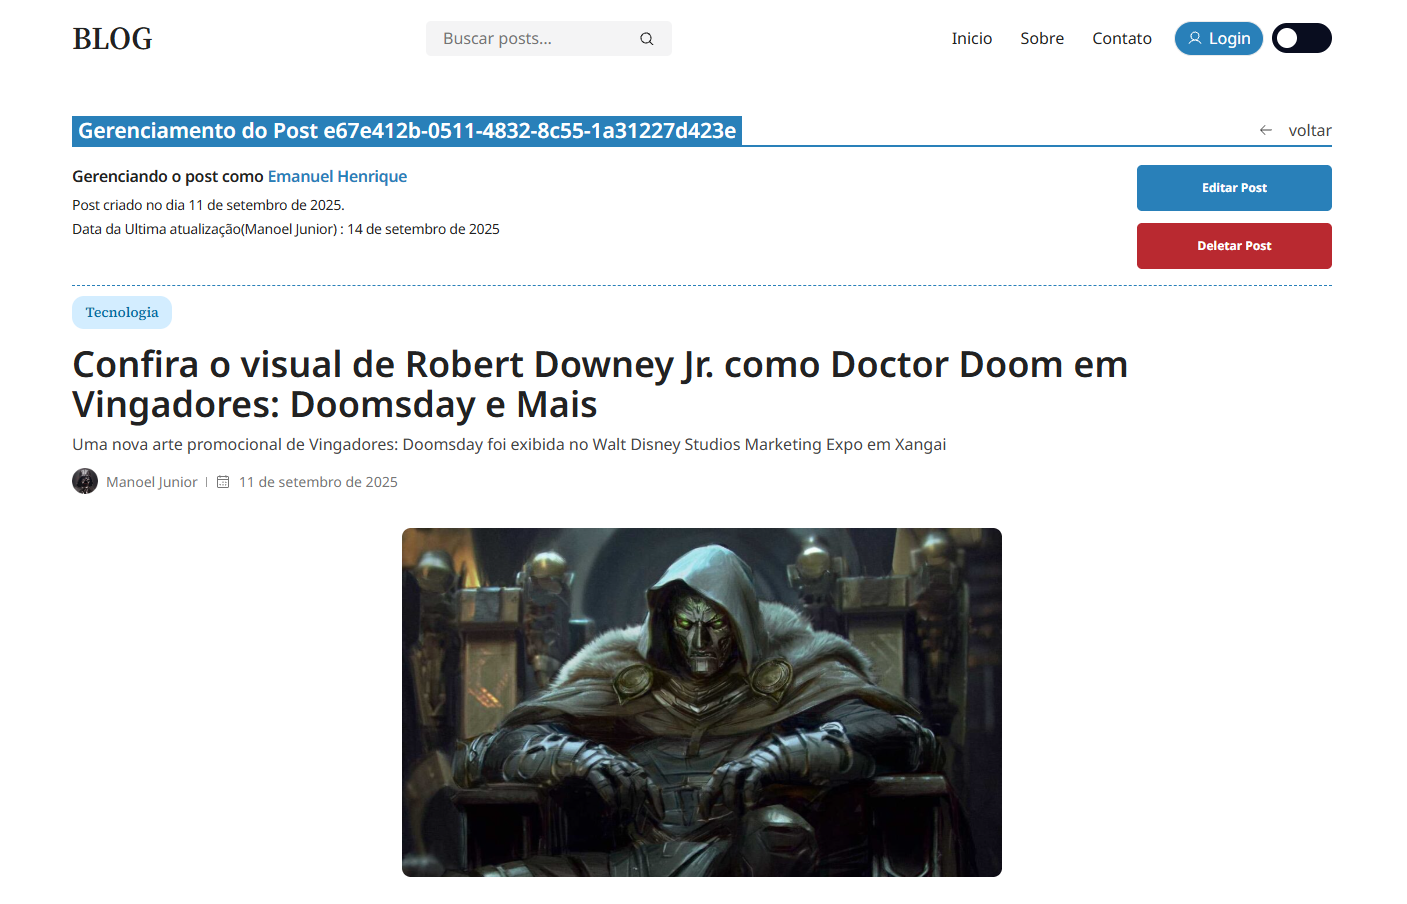 BLOG
Buscar posts...
Inicio
Sobre
Contato
Login
Gerenciamento do Post e67e412b-0511-4832-8c55-1a31227d423e
voltar
Gerenciando o post como Emanuel Henrique
Post criado no dia 11 de setembro de 2025.
Data da Ultima atualização(Manoel Junior) : 14 de setembro de 2025
Editar Post
Deletar Post
Tecnologia
Confira o visual de Robert Downey Jr. como Doctor Doom em
Vingadores: Doomsday e Mais
Uma nova arte promocional de Vingadores: Doomsday foi exibida no Walt Disney Studios Marketing Expo em Xangai
Manoel Junior
11 de setembro de 2025